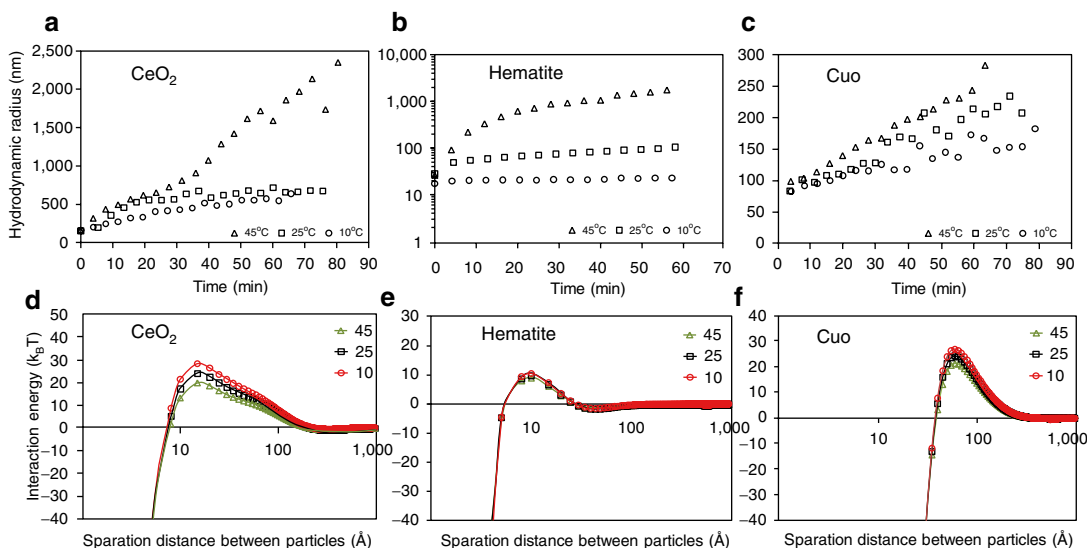 a
b
c
Hydrodynamic radius (nm)
2,500
2,000
1,500
1,000
500
0
CeO2
45°C 25°C 10°C
0 10 20 30 40 50 60 70 80 90
Time (min)
10,000
1,000
100
10
1
Hematite
45°C 25°C 10°C
0 10 20 30 40 50 60 70
Time (min)
300
250
200
150
100
50
0
Cuo
45°C 25°C 10°C
0 10 20 30 40 50 60 70 80 90
Time (min)
d
e
f
Interaction energy (kBT)
50
40
30
20
10
0
−10
−20
−30
−40
CeO2
45
25
10
10 100 1,000
Sparation distance between particles (Å)
30
20
10
0
−10
−20
−30
−40
Hematite
45
25
10
10 100 1,000
Sparation distance between particles (Å)
40
30
20
10
0
−10
−20
−30
−40
Cuo
45
25
10
10 100 1,000
Sparation distance between particles (Å)